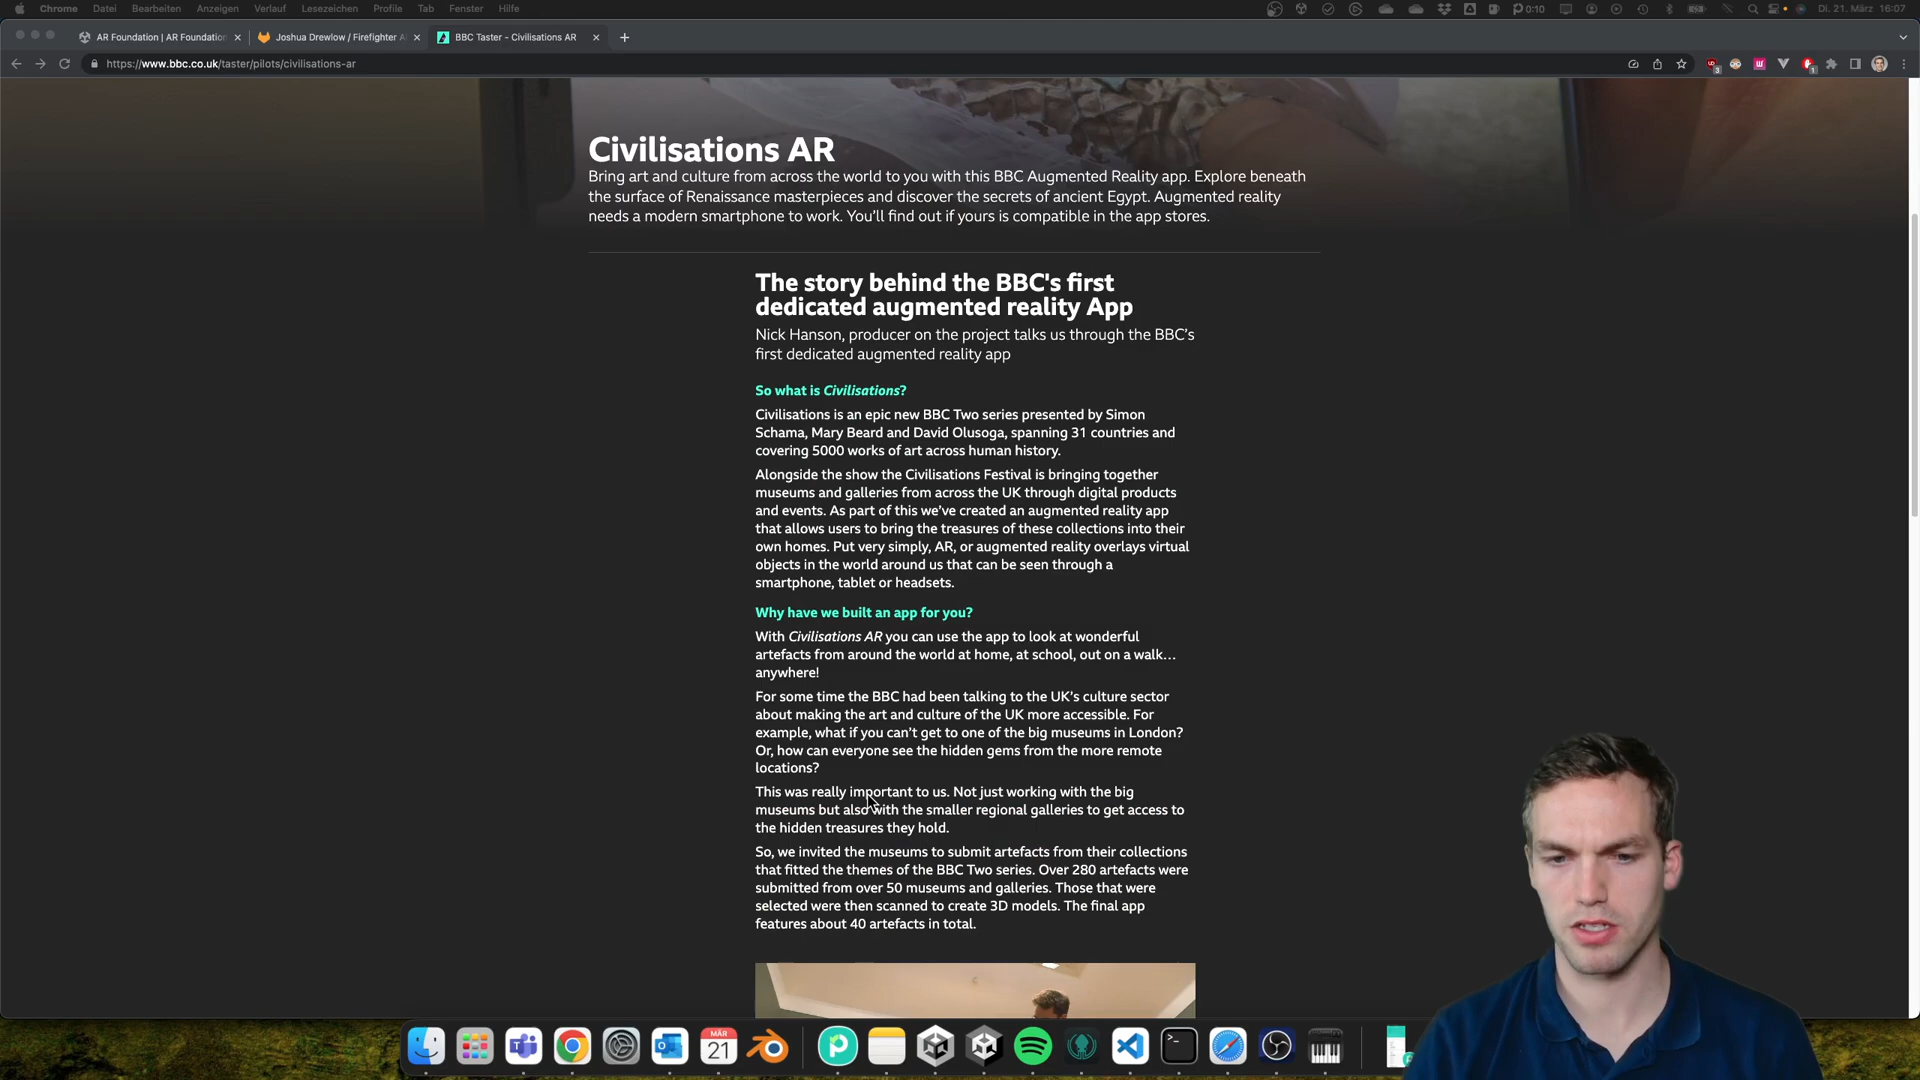 Chrome Datei Bearbeiten Anzeigen Verlauf Lesezeichen Profile Tab Fenster Hilfe 0:10 Di. 21. März 16:07
AR Foundation | AR Foundation Joshua Drewlow / Firefighter A BBC Taster - Civilisations AR
https://www.bbc.co.uk/taster/pilots/civilisations-ar
Civilisations AR
Bring art and culture from across the world to you with this BBC Augmented Reality app. Explore beneath
the surface of Renaissance masterpieces and discover the secrets of ancient Egypt. Augmented reality
needs a modern smartphone to work. You'll find out if yours is compatible in the app stores.
The story behind the BBC's first
dedicated augmented reality App
Nick Hanson, producer on the project talks us through the BBC's
first dedicated augmented reality app
So what is Civilisations?
Civilisations is an epic new BBC Two series presented by Simon
Schama, Mary Beard and David Olusoga, spanning 31 countries and
covering 5000 works of art across human history.
Alongside the show the Civilisations Festival is bringing together
museums and galleries from across the UK through digital products
and events. As part of this we've created an augmented reality app
that allows users to bring the treasures of these collections into their
own homes. Put very simply, AR, or augmented reality overlays virtual
objects in the world around us that can be seen through a
smartphone, tablet or headsets.
Why have we built an app for you?
With Civilisations AR you can use the app to look at wonderful
artefacts from around the world at home, at school, out on a walk…
anywhere!
For some time the BBC had been talking to the UK's culture sector
about making the art and culture of the UK more accessible. For
example, what if you can't get to one of the big museums in London?
Or, how can everyone see the hidden gems from the more remote
locations?
This was really important to us. Not just working with the big
museums but also with the smaller regional galleries to get access to
the hidden treasures they hold.
So, we invited the museums to submit artefacts from their collections
that fitted the themes of the BBC Two series. Over 280 artefacts were
submitted from over 50 museums and galleries. Those that were
selected were then scanned to create 3D models. The final app
features about 40 artefacts in total.
MÄR
21